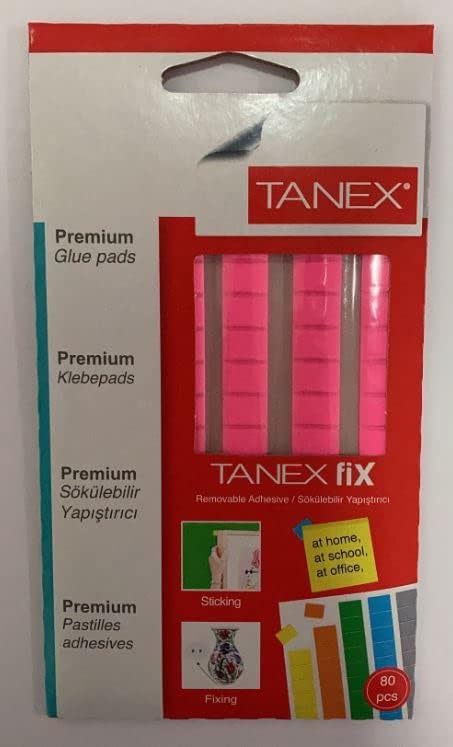 TANEX®
Premium
Glue pads
Premium
Klebepads
Premium
Sökülebilir
Yapıştırıcı
Premium
Pastilles
adhesives
TANEX fiX
Removable Adhesive / Sökülebilir Yapıştırıcı
Sticking
Fixing
at home,
at school,
at office,
80
pcs